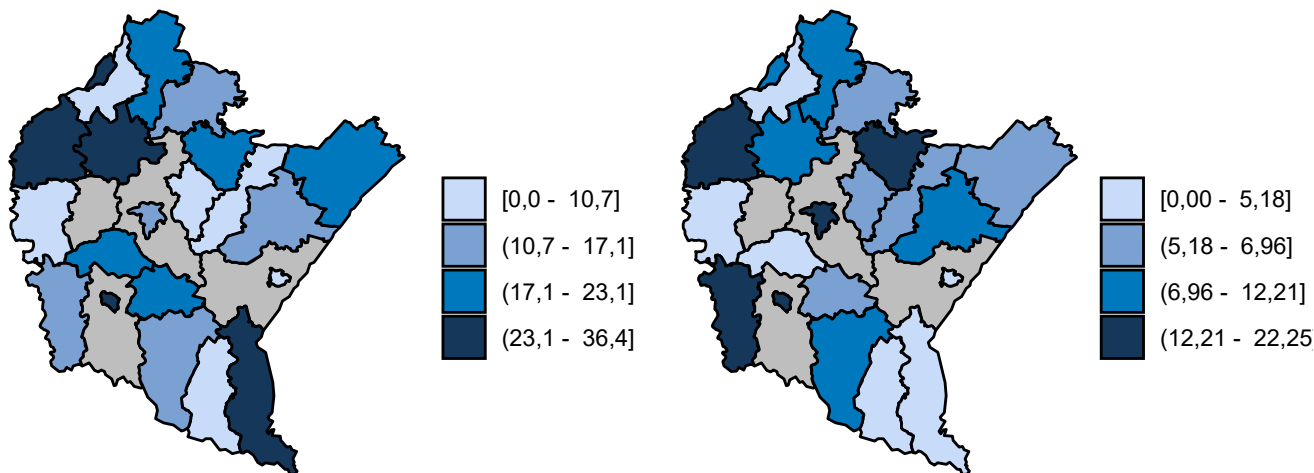 [0,0 - 10,7]
(10,7 - 17,1]
(17,1 - 23,1]
(23,1 - 36,4]
[0,00 - 5,18]
(5,18 - 6,96]
(6,96 - 12,21]
(12,21 - 22,25]